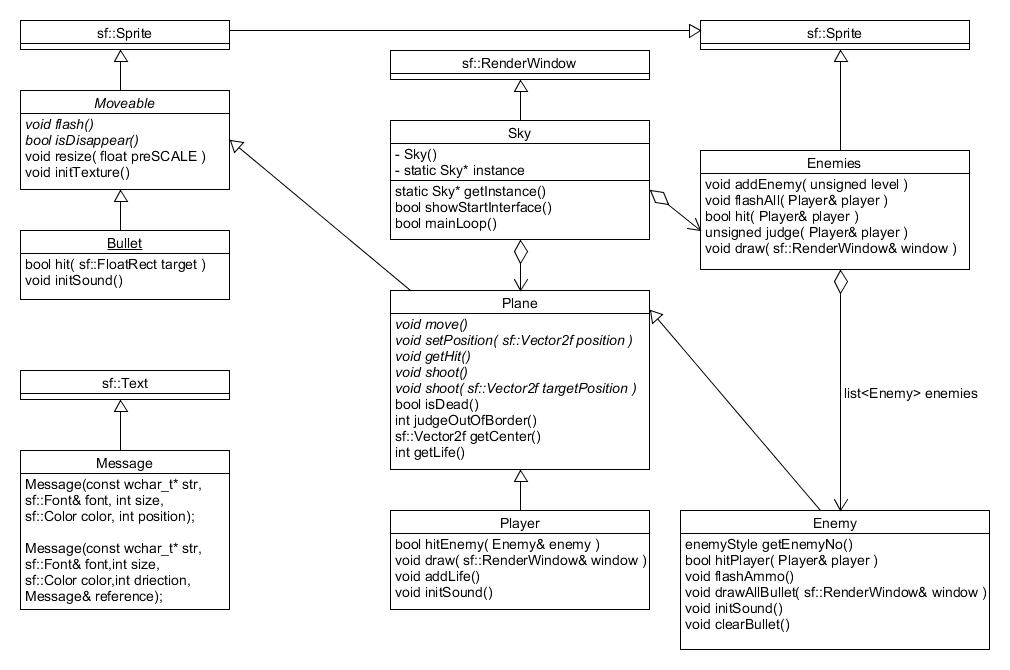 sf::Sprite
Moveable
void flash()
bool isDisappear()
void resize( float preSCALE )
void initTexture()
Bullet
bool hit( sf::FloatRect target )
void initSound()
sf::Text
Message
Message(const wchar_t* str,
sf::Font& font, int size,
sf::Color color, int position);
Message(const wchar_t* str,
sf::Font& font,int size,
sf::Color color,int driection,
Message& reference);
sf::RenderWindow
Sky
- Sky()
- static Sky* instance
static Sky* getInstance()
bool showStartInterface()
bool mainLoop()
Plane
void move()
void setPosition( sf::Vector2f position )
void getHit()
void shoot()
void shoot( sf::Vector2f targetPosition )
bool isDead()
int judgeOutOfBorder()
sf::Vector2f getCenter()
int getLife()
Player
bool hitEnemy( Enemy& enemy )
void draw( sf::RenderWindow& window )
void addLife()
void initSound()
sf::Sprite
Enemies
void addEnemy( unsigned level )
void flashAll( Player& player )
bool hit( Player& player )
unsigned judge( Player& player )
void draw( sf::RenderWindow& window )
list<Enemy> enemies
Enemy
enemyStyle getEnemyNo()
bool hitPlayer( Player& player )
void flashAmmo()
void drawAllBullet( sf::RenderWindow& window )
void initSound()
void clearBullet()